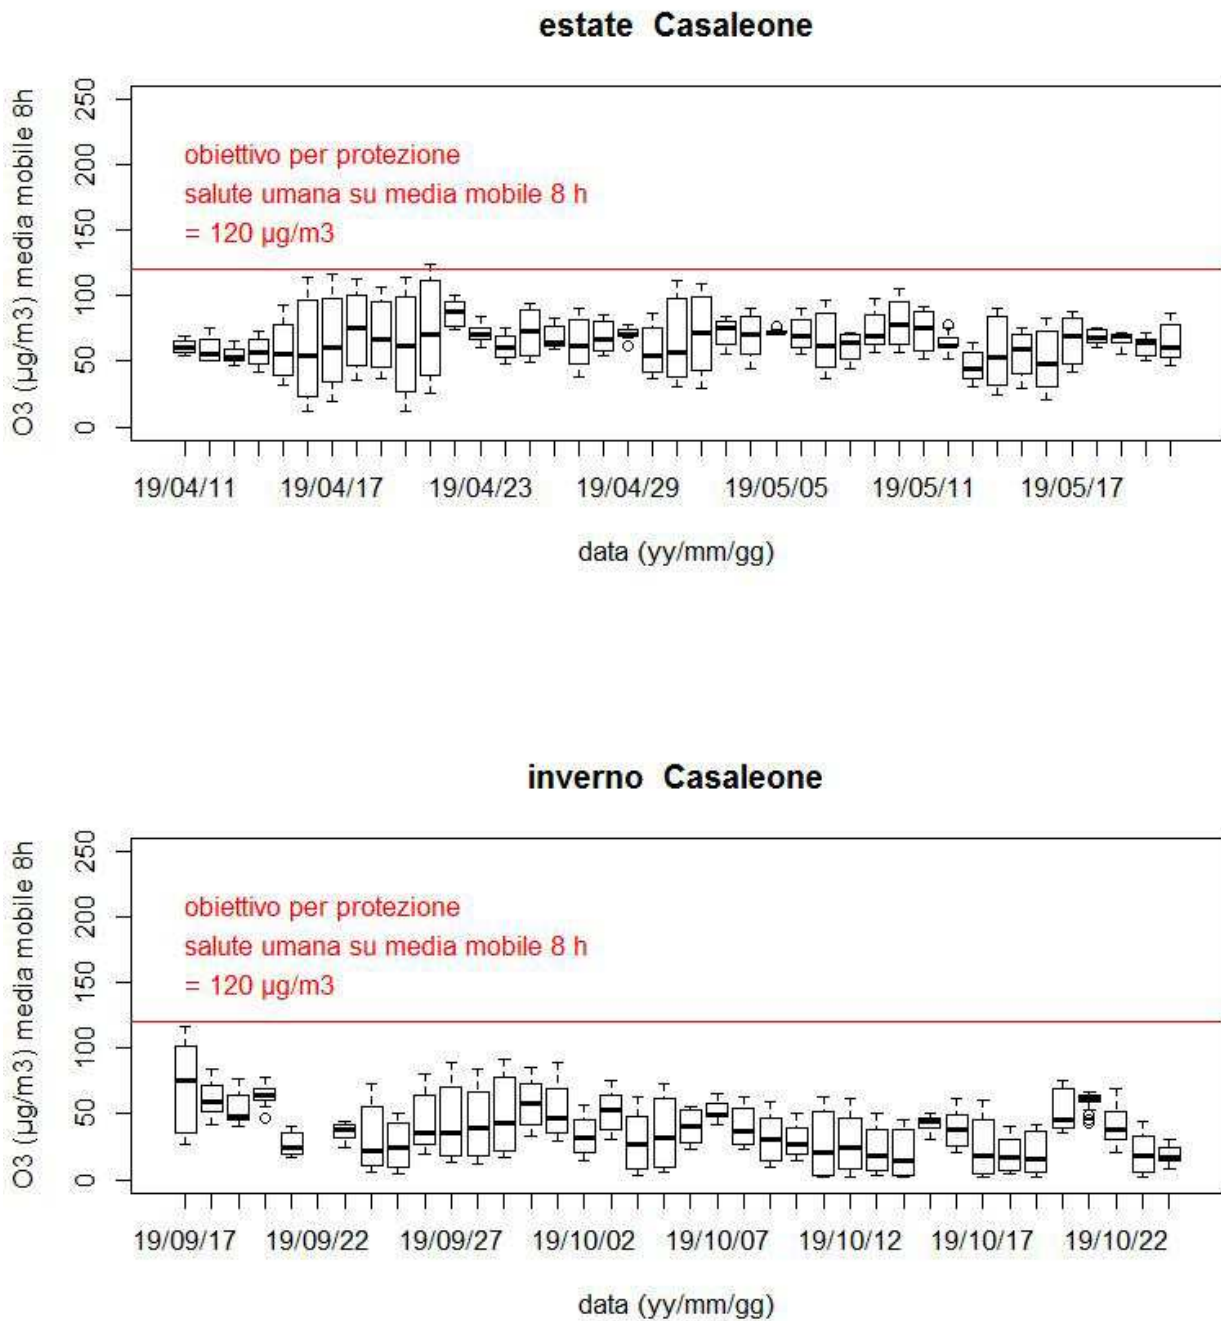 estate Casaleone
O3 (µg/m3) media mobile 8h
250
200
150
100
50
0
obiettivo per protezione
salute umana su media mobile 8 h
= 120 µg/m3
19/04/11 19/04/17 19/04/23 19/04/29 19/05/05 19/05/11 19/05/17
data (yy/mm/gg)
inverno Casaleone
O3 (µg/m3) media mobile 8h
250
200
150
100
50
0
obiettivo per protezione
salute umana su media mobile 8 h
= 120 µg/m3
19/09/17 19/09/22 19/09/27 19/10/02 19/10/07 19/10/12 19/10/17 19/10/22
data (yy/mm/gg)